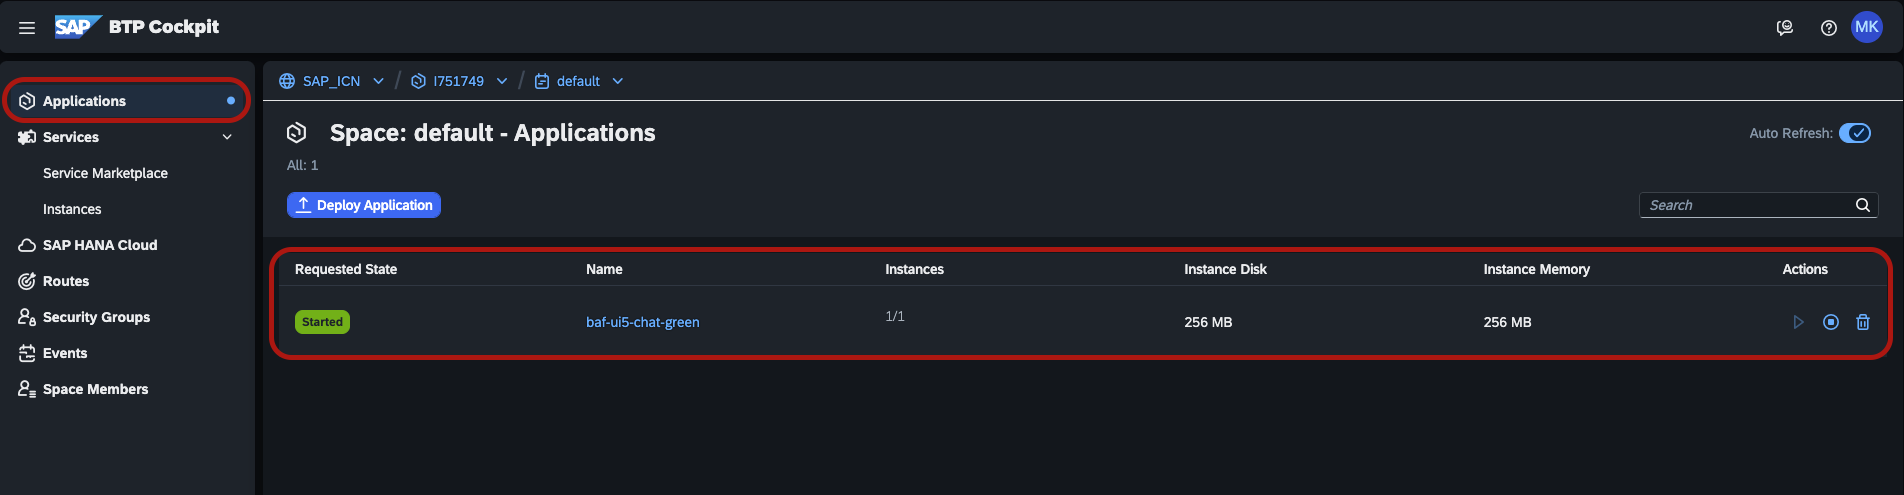 SAP BTP Cockpit
MK
Applications
Services
Service Marketplace
Instances
SAP HANA Cloud
Routes
Security Groups
Events
Space Members
SAP_ICN / I751749 / default
Space: default - Applications
Auto Refresh:
All: 1
Deploy Application
Search
Requested State Name Instances Instance Disk Instance Memory Actions
Started baf-ui5-chat-green 1/1 256 MB 256 MB